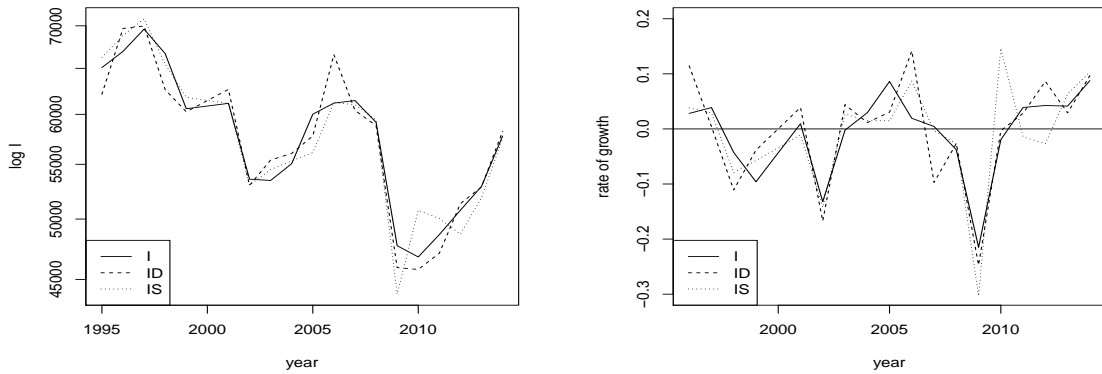 log I
70000
60000
55000
50000
45000
I
ID
IS
1995
2000
2005
2010
year
rate of growth
0.2
0.1
0.0
−0.1
−0.2
−0.3
I
ID
IS
2000
2005
2010
year